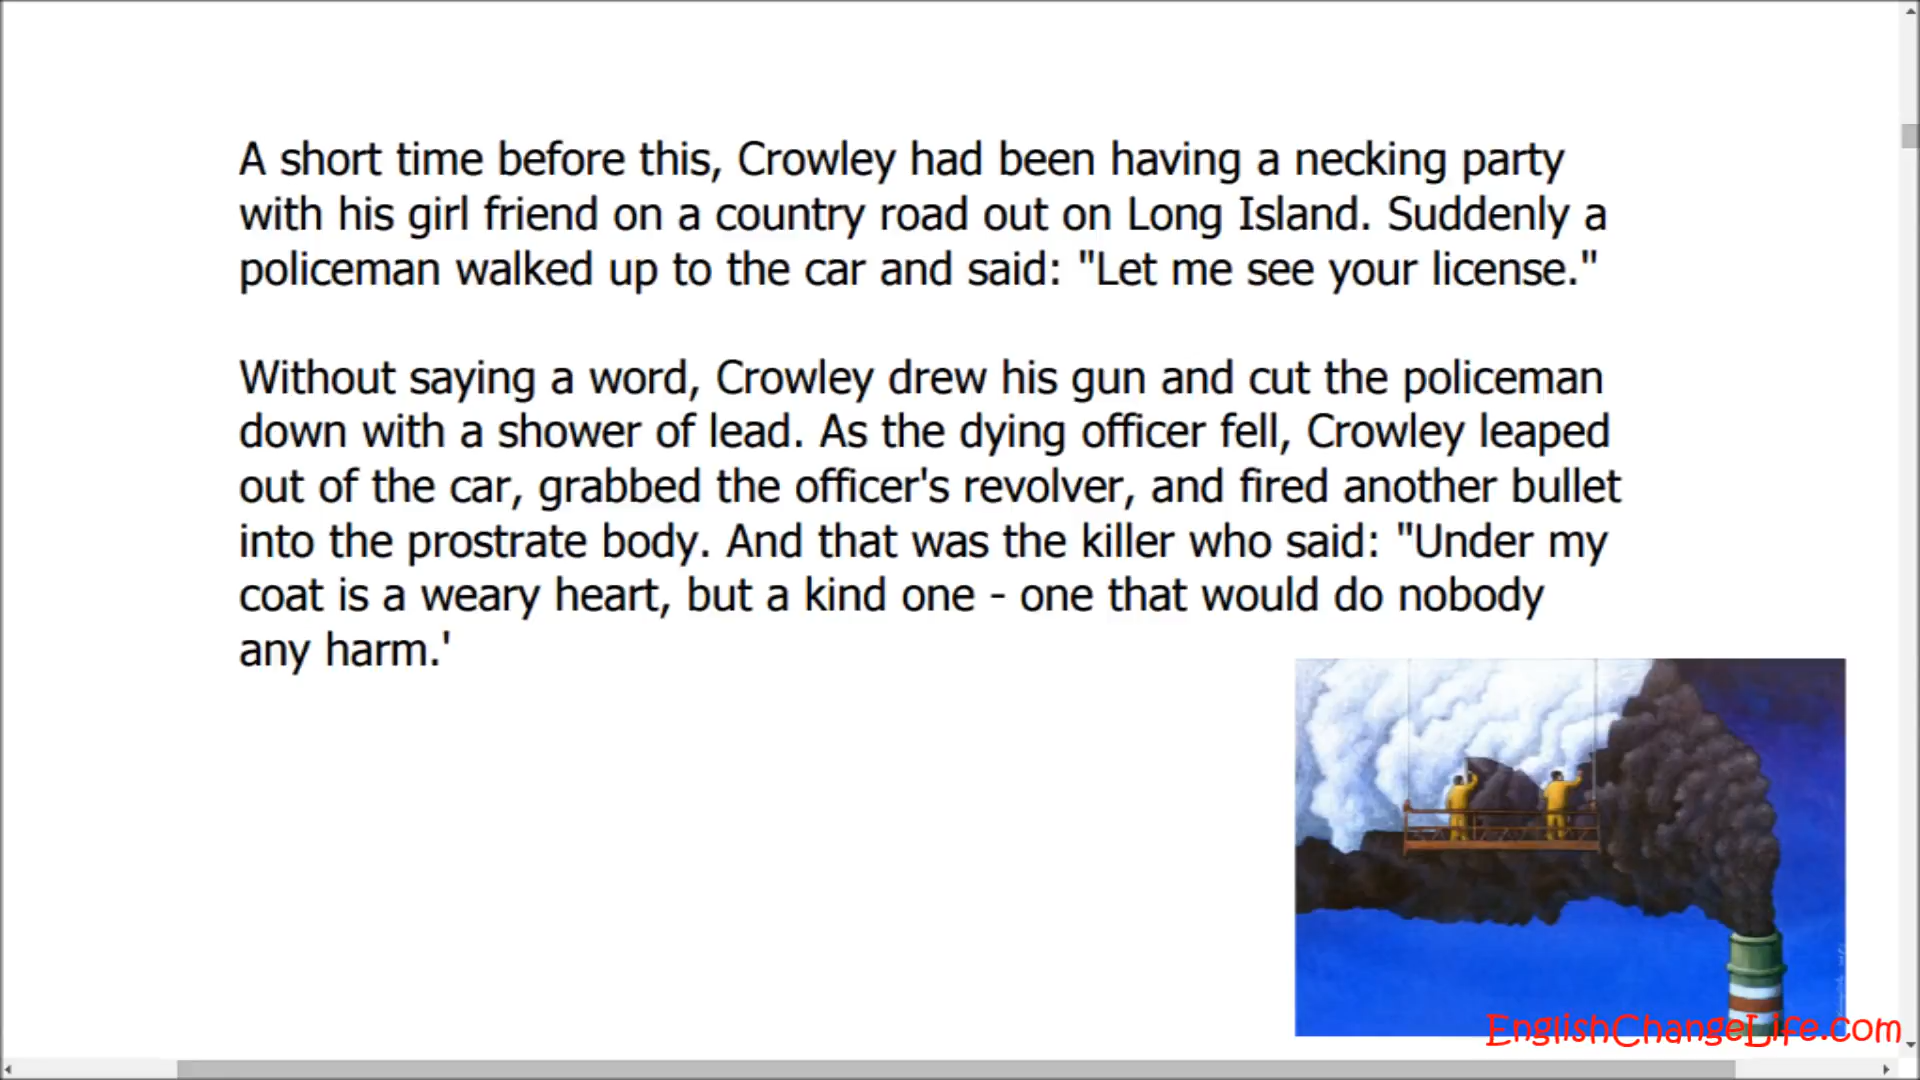 A short time before this, Crowley had been having a necking party
with his girl friend on a country road out on Long Island. Suddenly a
policeman walked up to the car and said: "Let me see your license."
Without saying a word, Crowley drew his gun and cut the policeman
down with a shower of lead. As the dying officer fell, Crowley leaped
out of the car, grabbed the officer's revolver, and fired another bullet
into the prostrate body. And that was the killer who said: "Under my
coat is a weary heart, but a kind one - one that would do nobody
any harm.'
EnglishChangeLife.com